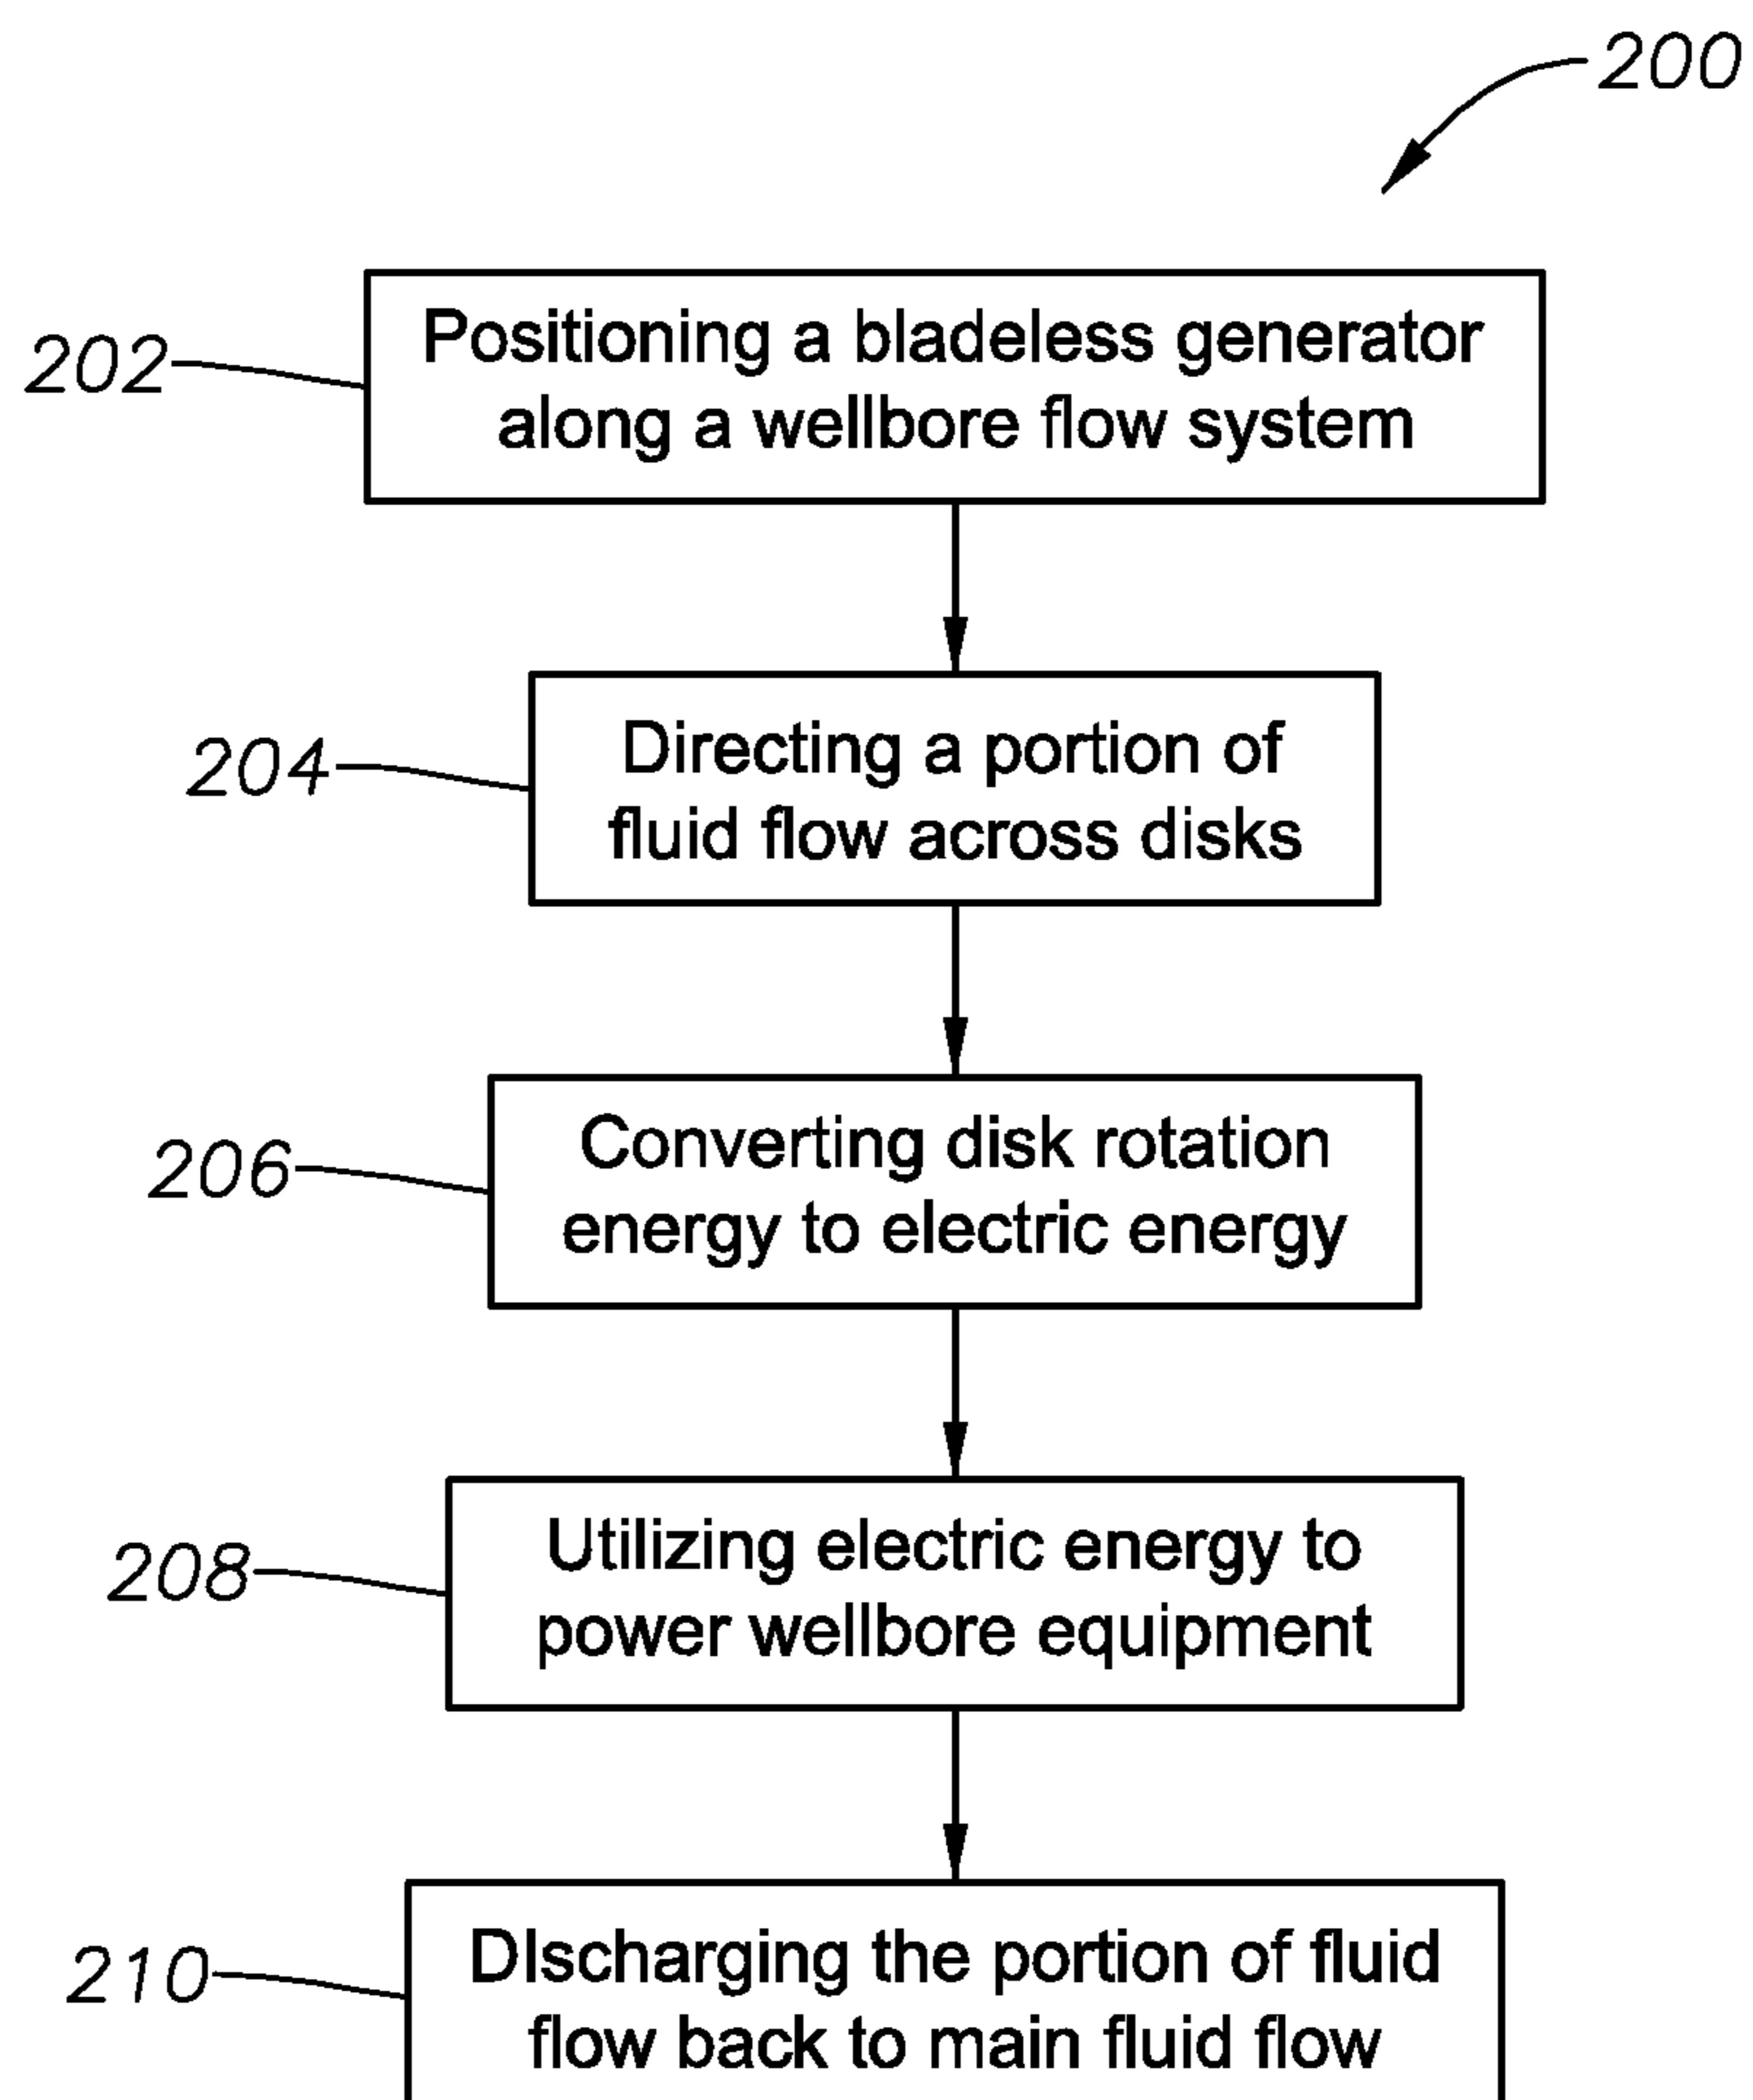 200
202
Positioning a bladeless generator
along a wellbore flow system
204
Directing a portion of
fluid flow across disks
206
Converting disk rotation
energy to electric energy
208
Utilizing electric energy to
power wellbore equipment
210
DIscharging the portion of fluid
flow back to main fluid flow